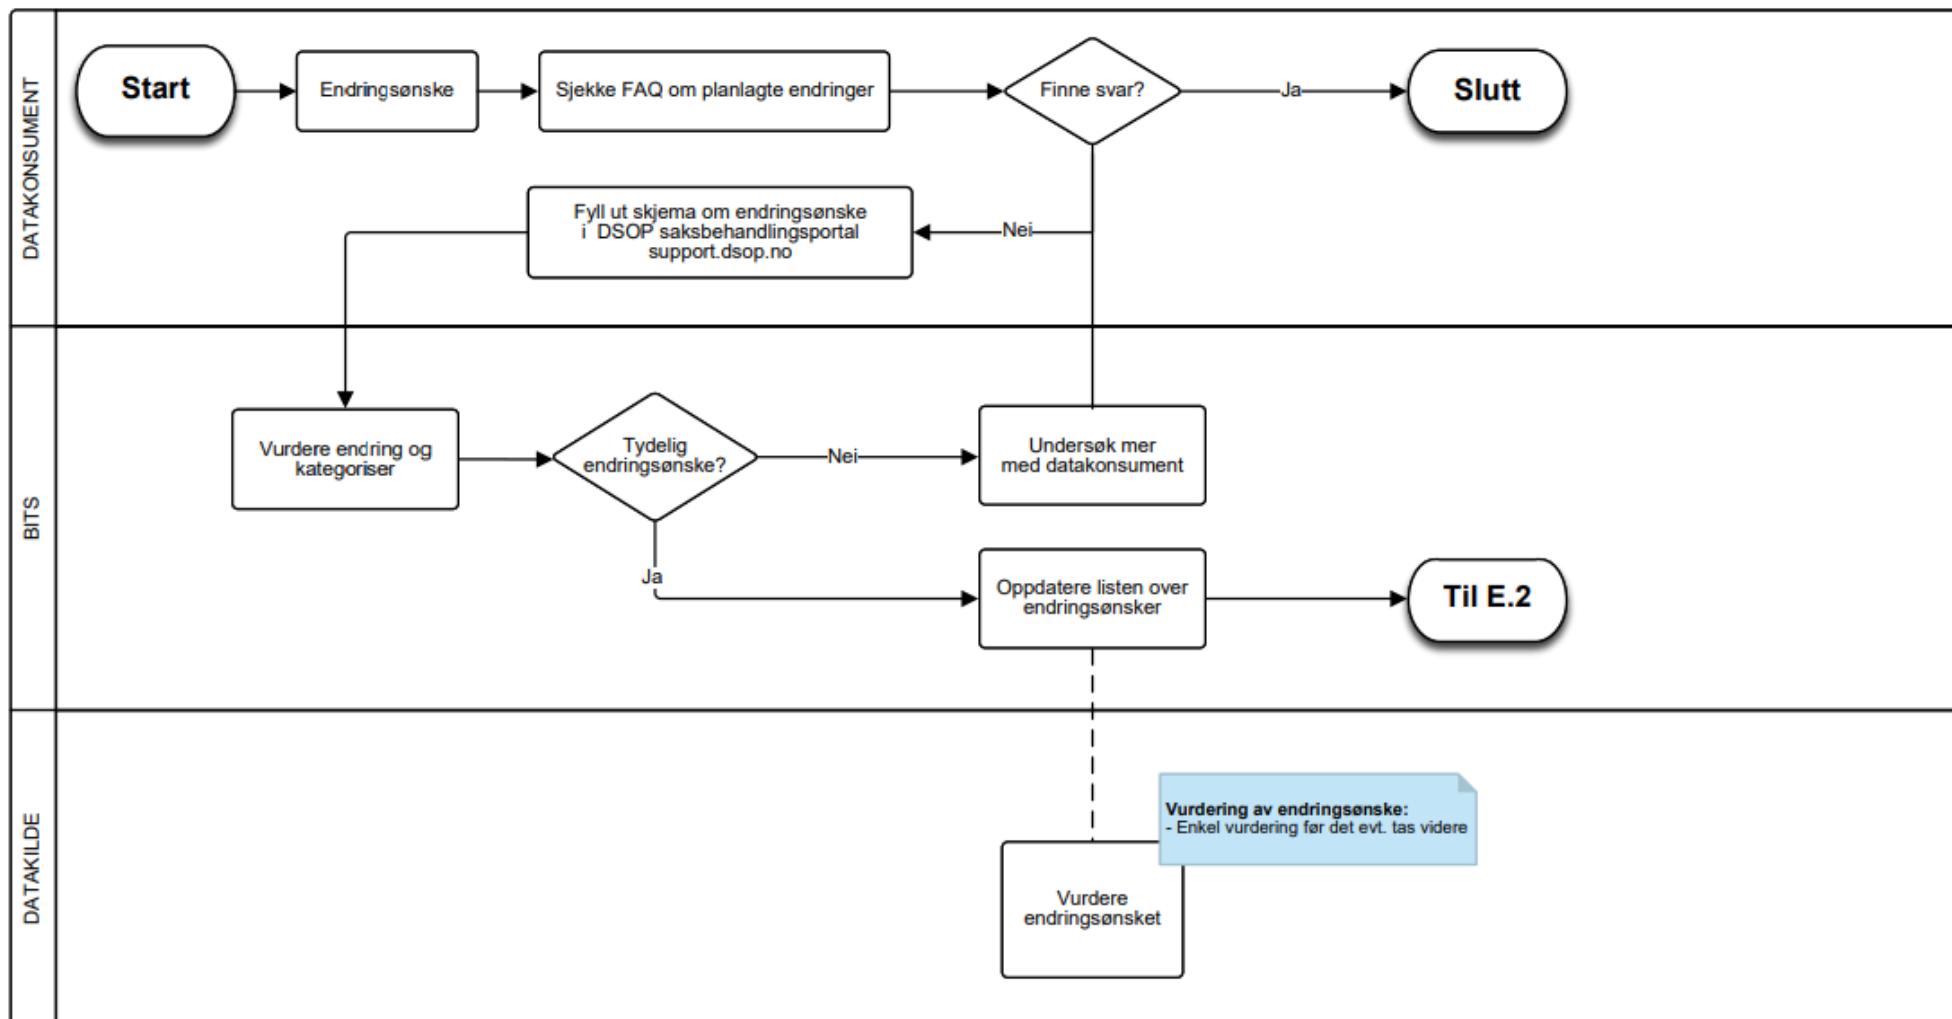 DATAKONSUMENT
Start
Endringsønske
Sjekke FAQ om planlagte endringer
Finne svar?
Ja
Slutt
Fyll ut skjema om endringsønske
i DSOP saksbehandlingsportal
support.dsop.no
Nei
BITS
Vurdere endring og
kategoriser
Tydelig
endringsønske?
Nei
Undersøk mer
med datakonsument
Ja
Oppdatere listen over
endringsønsker
Til E.2
DATAKILDE
Vurdering av endringsønske:
- Enkel vurdering før det evt. tas videre
Vurdere
endringsønsket